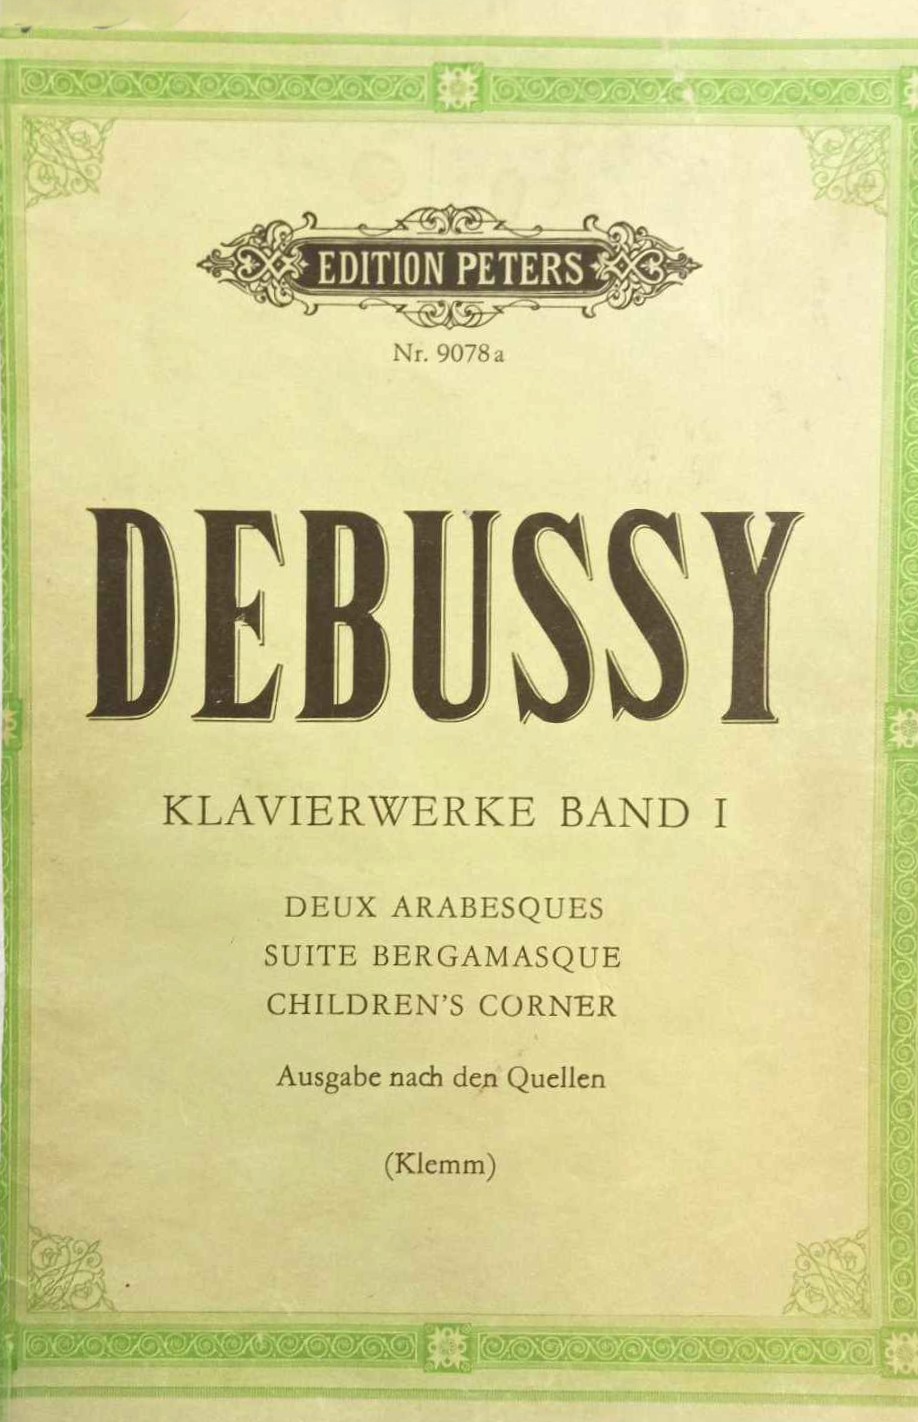 EDITION PETERS
Nr. 9078a
DEBUSSY
KLAVIERWERKE BAND I
DEUX ARABESQUES
SUITE BERGAMASQUE
CHILDREN'S CORNER
Ausgabe nach den Quellen
(Klemm)